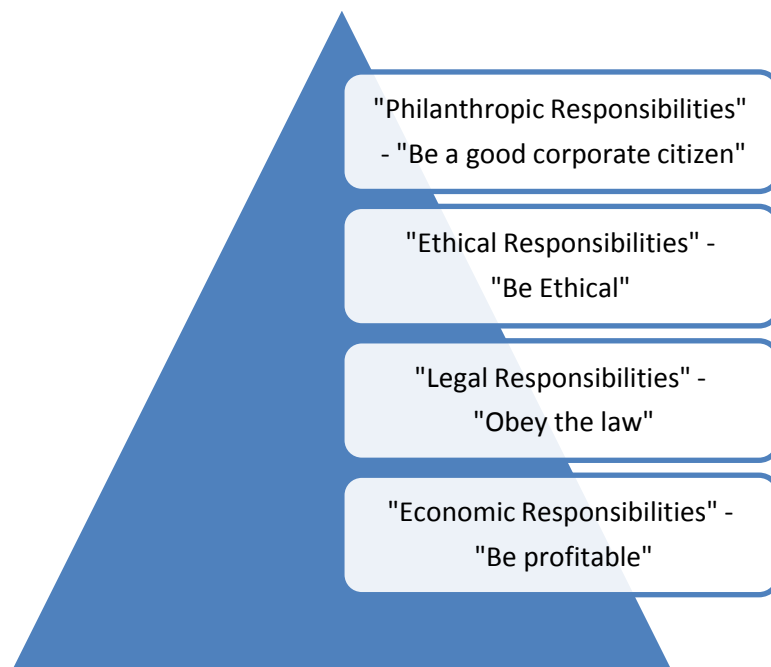 "Philanthropic Responsibilities"
- "Be a good corporate citizen"
"Ethical Responsibilities" -
"Be Ethical"
"Legal Responsibilities" -
"Obey the law"
"Economic Responsibilities" -
"Be profitable"